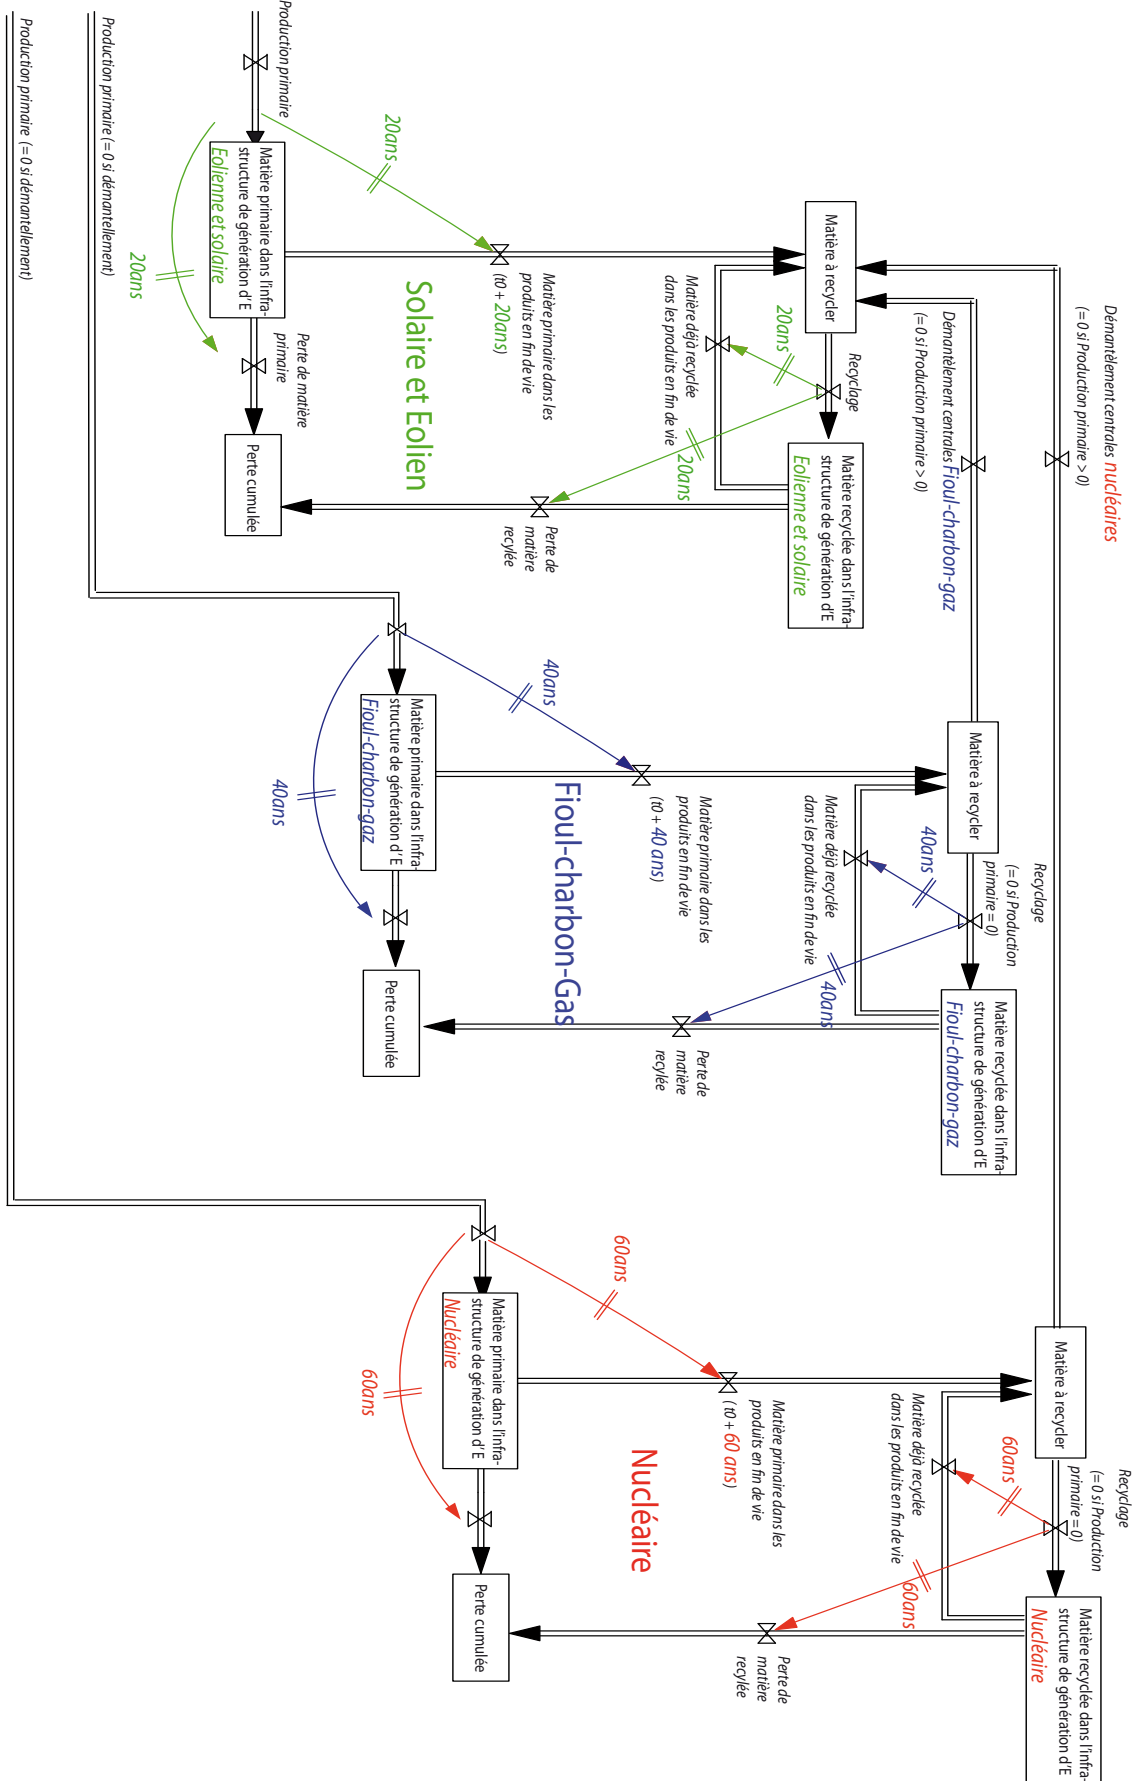 Démantèlement centrales nucléaires
(= 0 si Production primaire > 0)
Démantèlement centrales Fioul-charbon-gaz
(= 0 si Production primaire > 0)
Solaire et Eolien
Matière à recycler
Recyclage
Matière recyclée dans l'infra-
structure de génération d'E
Eolienne et solaire
20ans
Matière déjà recyclée
dans les produits en fin de vie
20ans
Matière primaire dans les
produits en fin de vie
(t0 + 20ans)
Perte de
matière
recylée
20ans
Production primaire
Matière primaire dans l'infra-
structure de génération d'E
Eolienne et solaire
Perte de matière
primaire
Perte cumulée
20ans
Fioul-charbon-Gas
Matière à recycler
Recyclage
(= 0 si Production
primaire = 0)
Matière recyclée dans l'infra-
structure de génération d'E
Fioul-charbon-gaz
40ans
Matière déjà recyclée
dans les produits en fin de vie
40ans
Matière primaire dans les
produits en fin de vie
(t0 + 40 ans)
Perte de
matière
recylée
40ans
Matière primaire dans l'infra-
structure de génération d'E
Fioul-charbon-gaz
Perte cumulée
40ans
Production primaire (= 0 si démantellement)
Nucléaire
Matière à recycler
Recyclage
(= 0 si Production
primaire = 0)
Matière recyclée dans l'infra-
structure de génération d'E
Nucléaire
60ans
Matière déjà recyclée
dans les produits en fin de vie
60ans
Matière primaire dans les
produits en fin de vie
( t0 + 60 ans)
Perte de
matière
recylée
60ans
Matière primaire dans l'infra-
structure de génération d'E
Nucléaire
Perte cumulée
60ans
Production primaire (= 0 si démantellement)